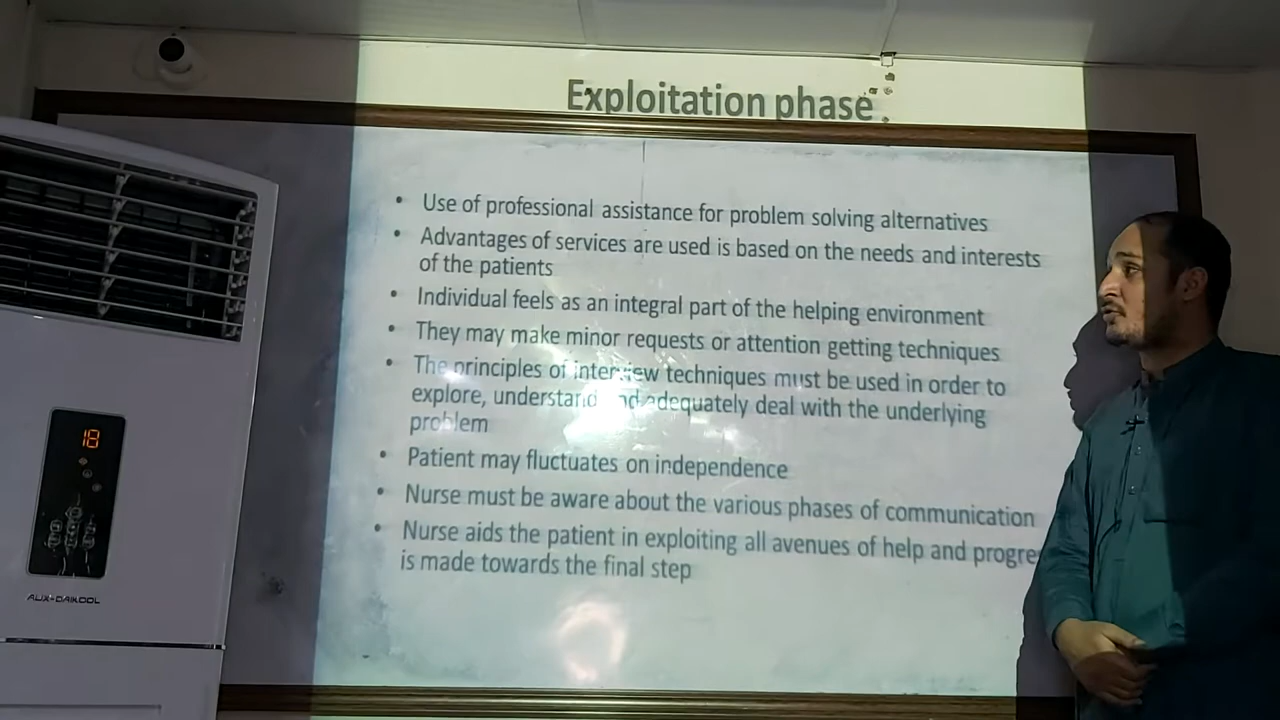 Exploitation phase
• Use of professional assistance for problem solving alternatives
• Advantages of services are used is based on the needs and interests
of the patients
• Individual feels as an integral part of the helping environment
• They may make minor requests or attention getting techniques
• The principles of interview techniques must be used in order to
explore, understand and adequately deal with the underlying
problem
• Patient may fluctuates on independence
• Nurse must be aware about the various phases of communication
• Nurse aids the patient in exploiting all avenues of help and progre
is made towards the final step
18
AUX-DAIKOOL